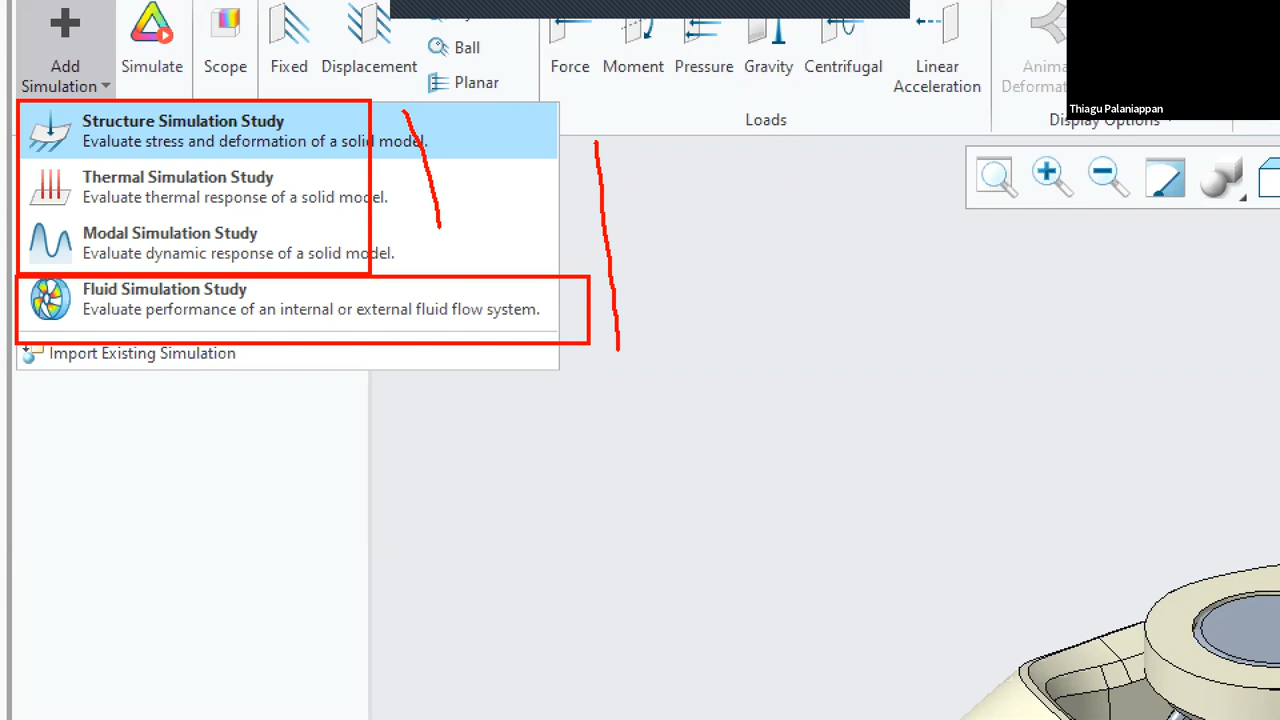 Add
Simulation
Simulate
Scope
Fixed
Displacement
Ball
Planar
Force
Moment
Pressure
Gravity
Centrifugal
Linear
Acceleration
Loads
Thiagu Palaniappan
Display Options
Structure Simulation Study
Evaluate stress and deformation of a solid model.
Thermal Simulation Study
Evaluate thermal response of a solid model.
Modal Simulation Study
Evaluate dynamic response of a solid model.
Fluid Simulation Study
Evaluate performance of an internal or external fluid flow system.
Import Existing Simulation